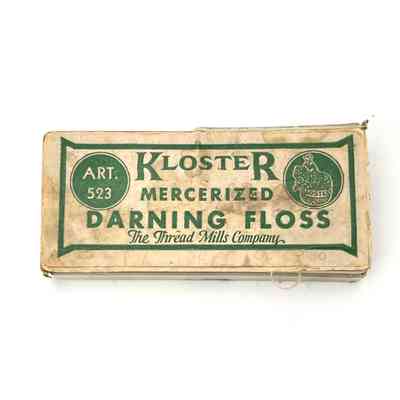 ART.
523
KLOSTER
MERCERIZED
DARNING FLOSS
The Thread Mills Company